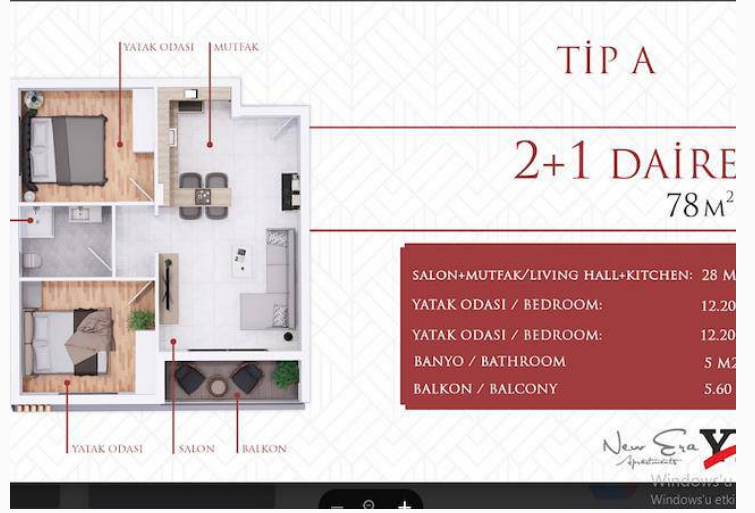 YATAK ODASI MUTFAK
TİP A
2+1 DAİRE
78 M²
SALON+MUTFAK/LIVING HALL+KITCHEN: 28 M
YATAK ODASI / BEDROOM: 12.20
YATAK ODASI / BEDROOM: 12.20
BANYO / BATHROOM 5 M2
BALKON / BALCONY 5.60
YATAK ODASI SALON BALKON
New Era
Apartments
Windows'u
Windows'u etki